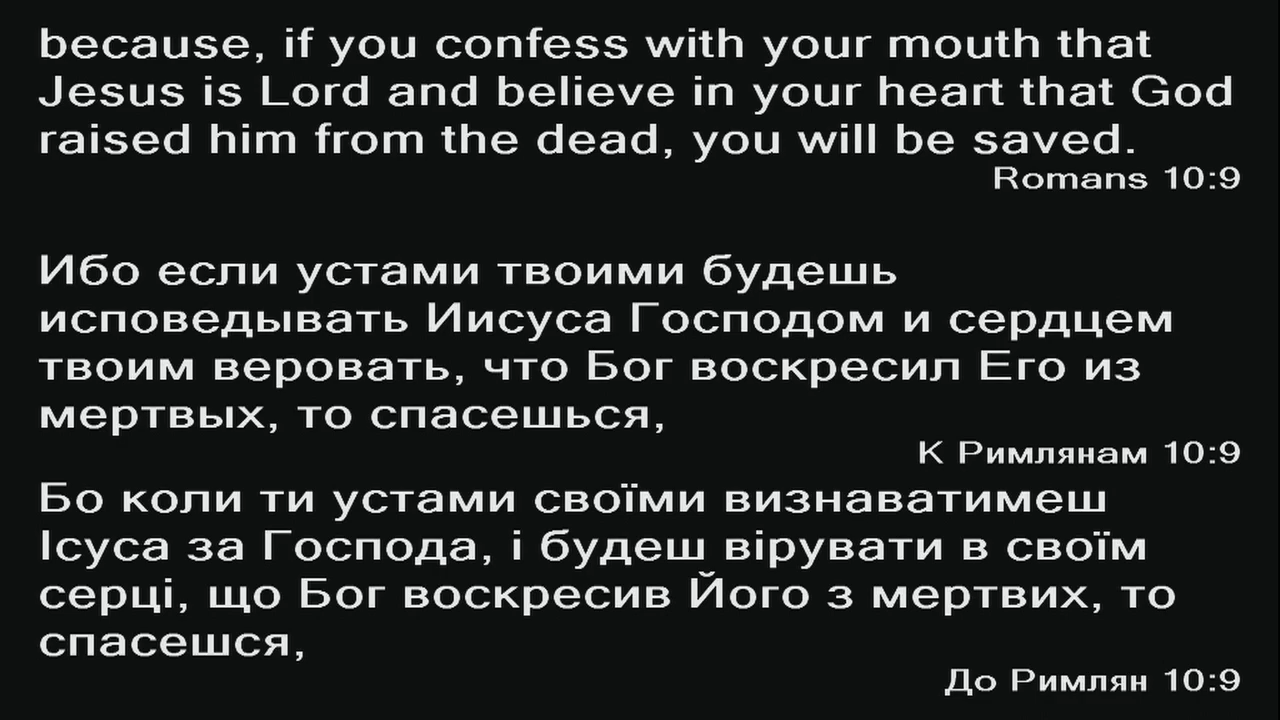 because, if you confess with your mouth that
Jesus is Lord and believe in your heart that God
raised him from the dead, you will be saved.
Romans 10:9
Ибо если устами твоими будешь
исповедывать Иисуса Господом и сердцем
твоим веровать, что Бог воскресил Его из
мертвых, то спасешься,
К Римлянам 10:9
Бо коли ти устами своїми визнаватимеш
Ісуса за Господа, і будеш вірувати в своїм
серці, що Бог воскресив Його з мертвих, то
спасешся,
До Римлян 10:9